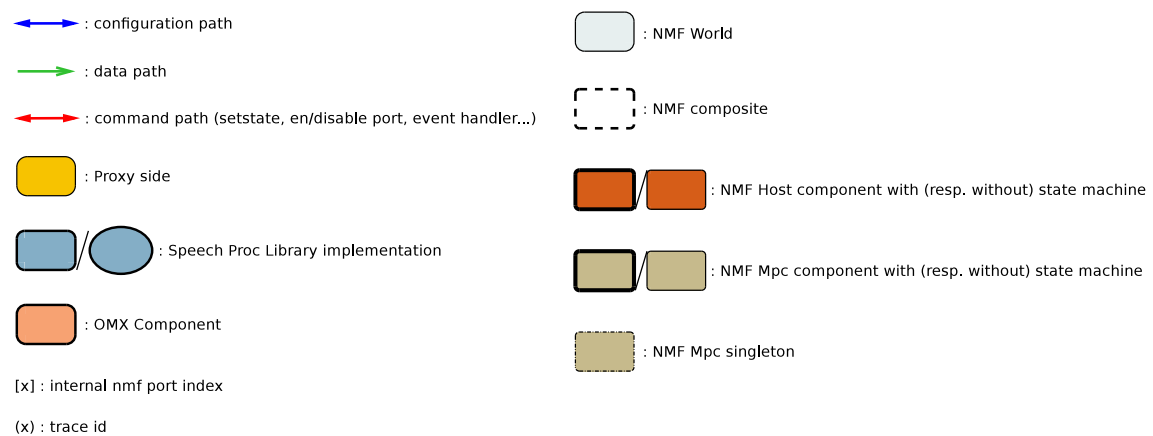 : configuration path
: data path
: command path (setstate, en/disable port, event handler...)
: Proxy side
: Speech Proc Library implementation
: OMX Component
[x] : internal nmf port index
(x) : trace id
: NMF World
: NMF composite
: NMF Host component with (resp. without) state machine
: NMF Mpc component with (resp. without) state machine
: NMF Mpc singleton